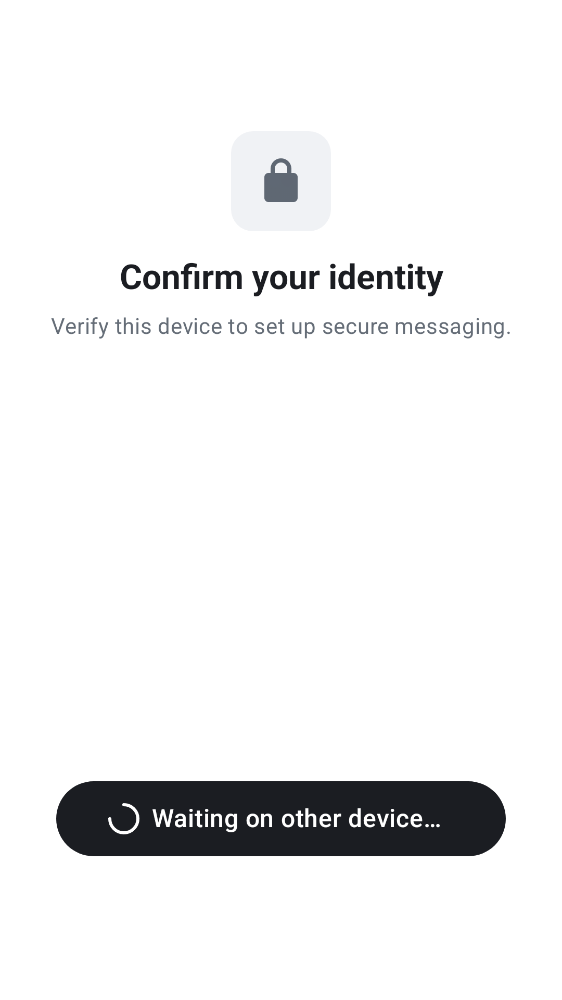 Confirm your identity
Verify this device to set up secure messaging.
Waiting on other device…